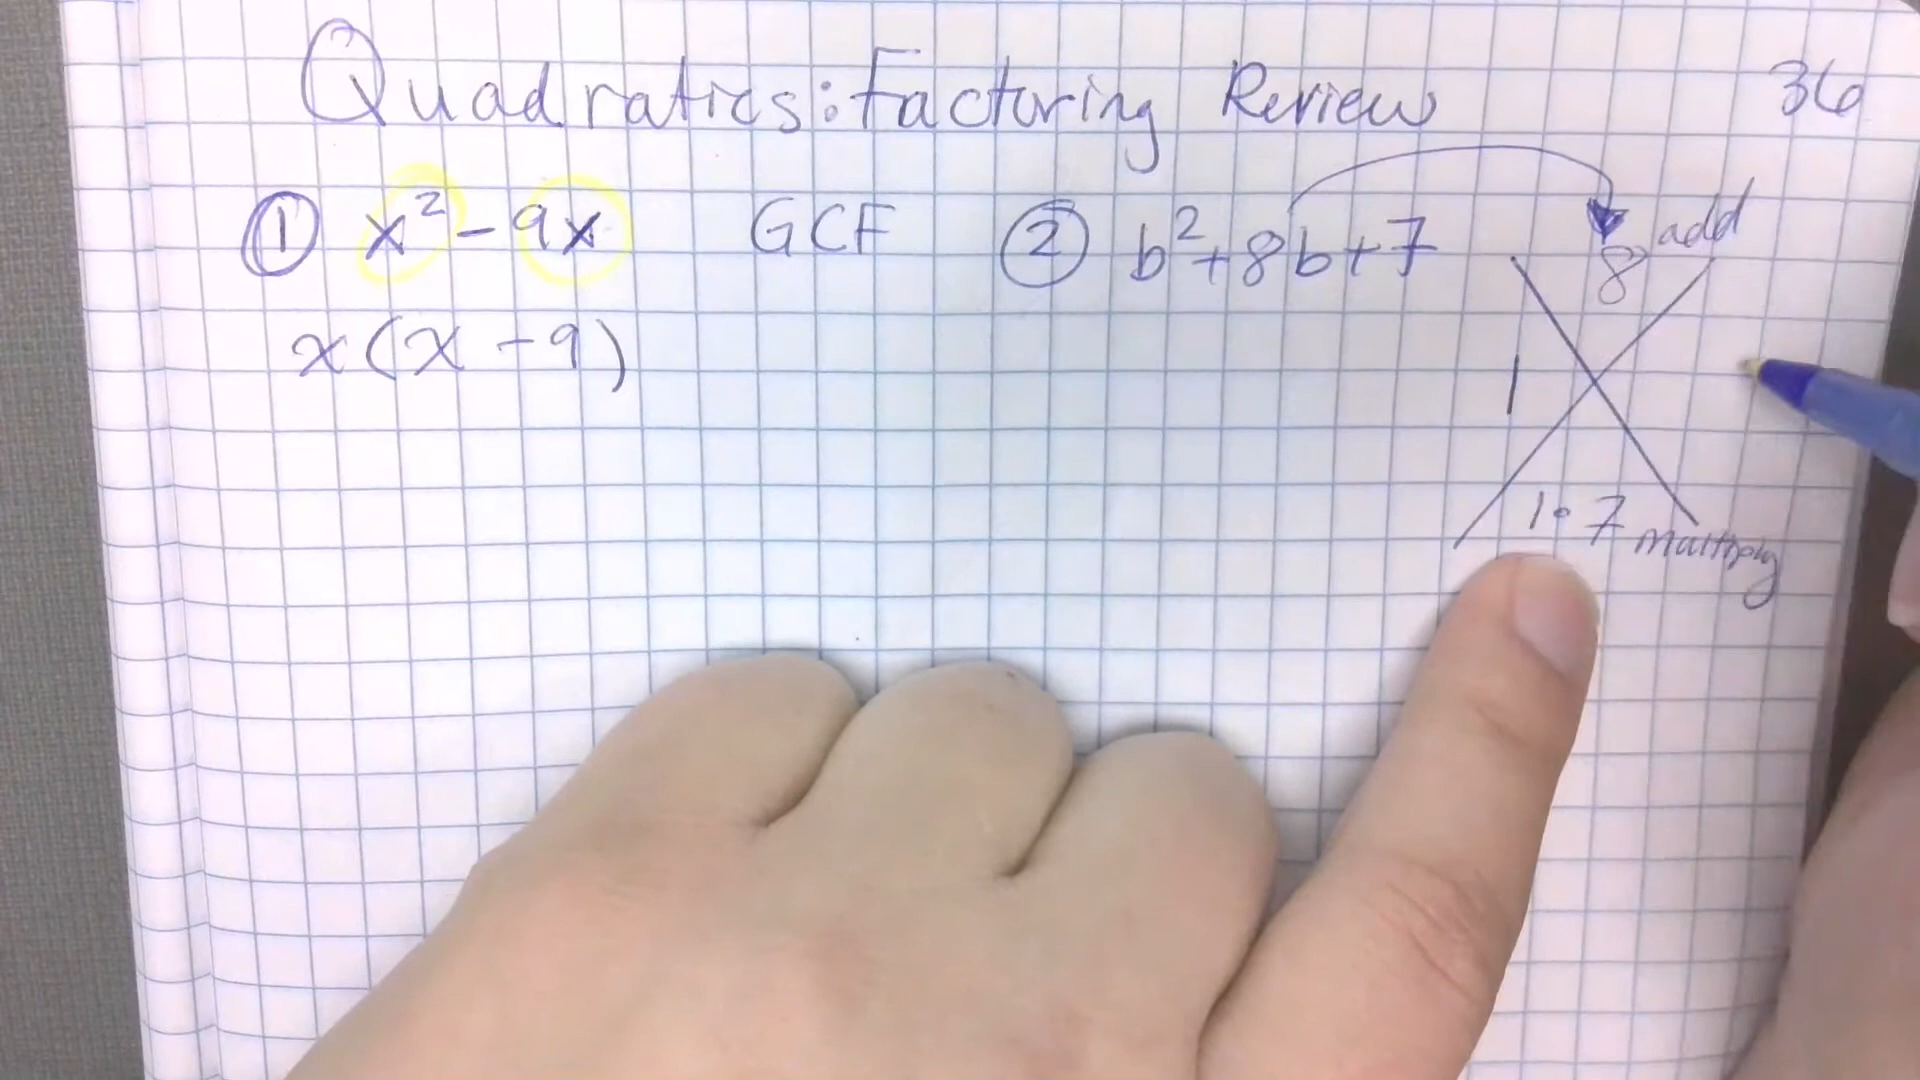 Quadratics: Factoring Review 36
① x² - 9x GCF
x(x - 9)
② b² + 8b + 7
8 add
1
1 · 7 multiply